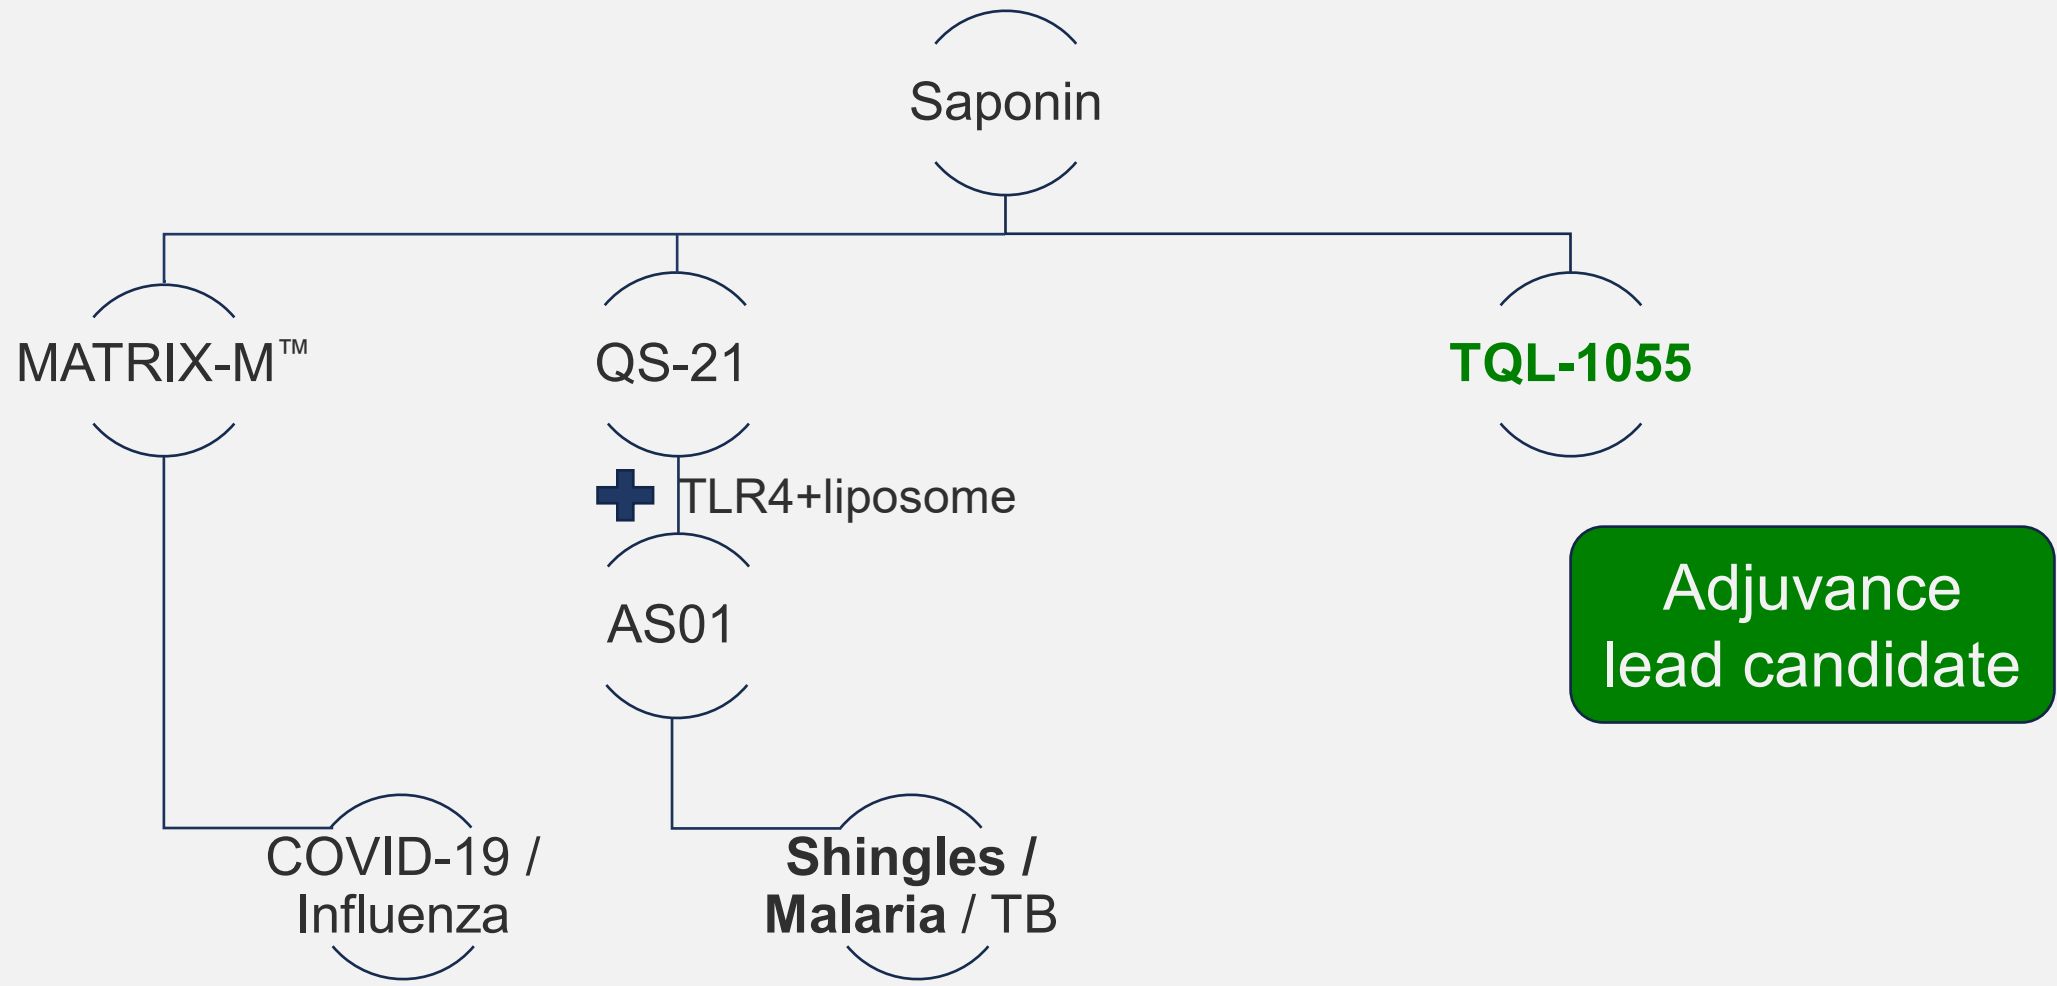 Saponin
MATRIX-M™
QS-21
TQL-1055
TLR4+liposome
AS01
Adjuvance
lead candidate
COVID-19 /
Influenza
Shingles /
Malaria / TB